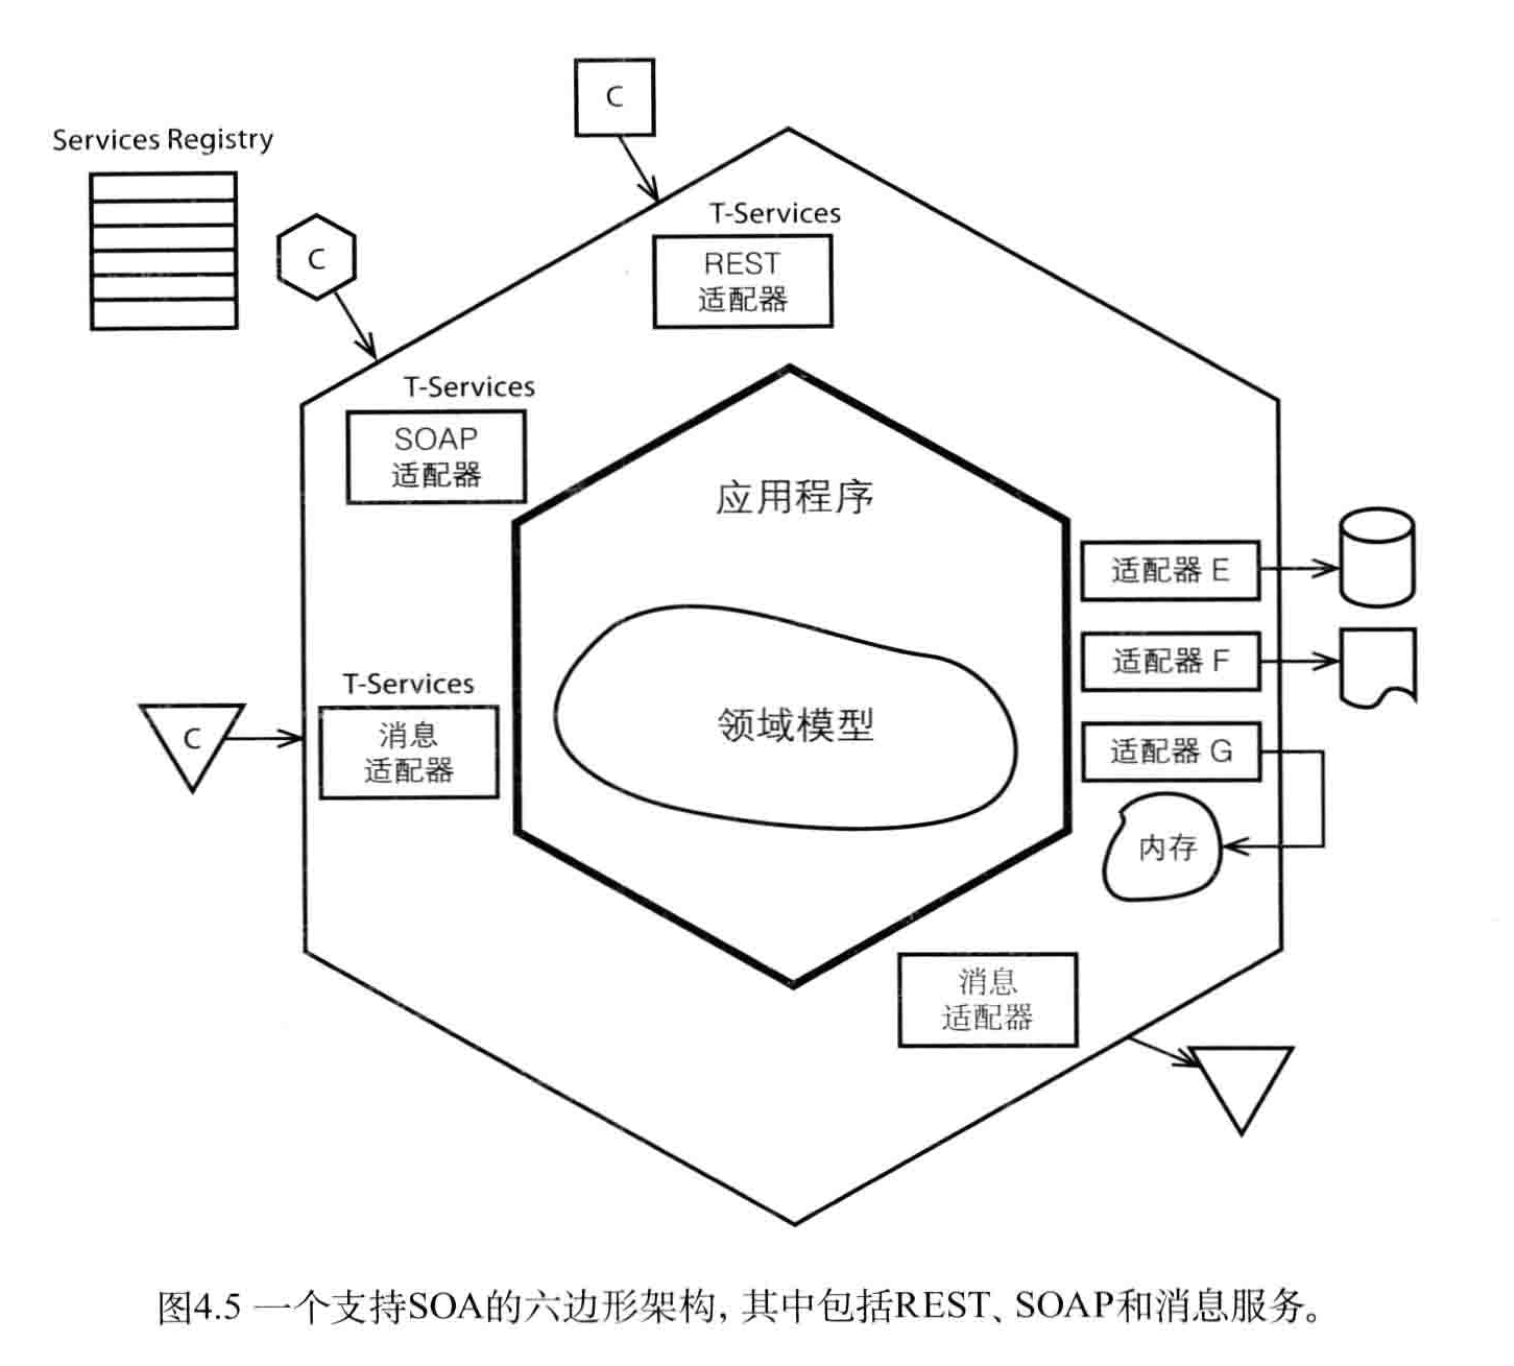 C
Services Registry
T-Services
C
REST
适配器
T-Services
SOAP
适配器
应用程序
适配器 E
适配器 F
T-Services
C
消息
适配器
领域模型
适配器 G
内存
消息
适配器
图4.5 一个支持SOA的六边形架构, 其中包括REST、SOAP和消息服务。